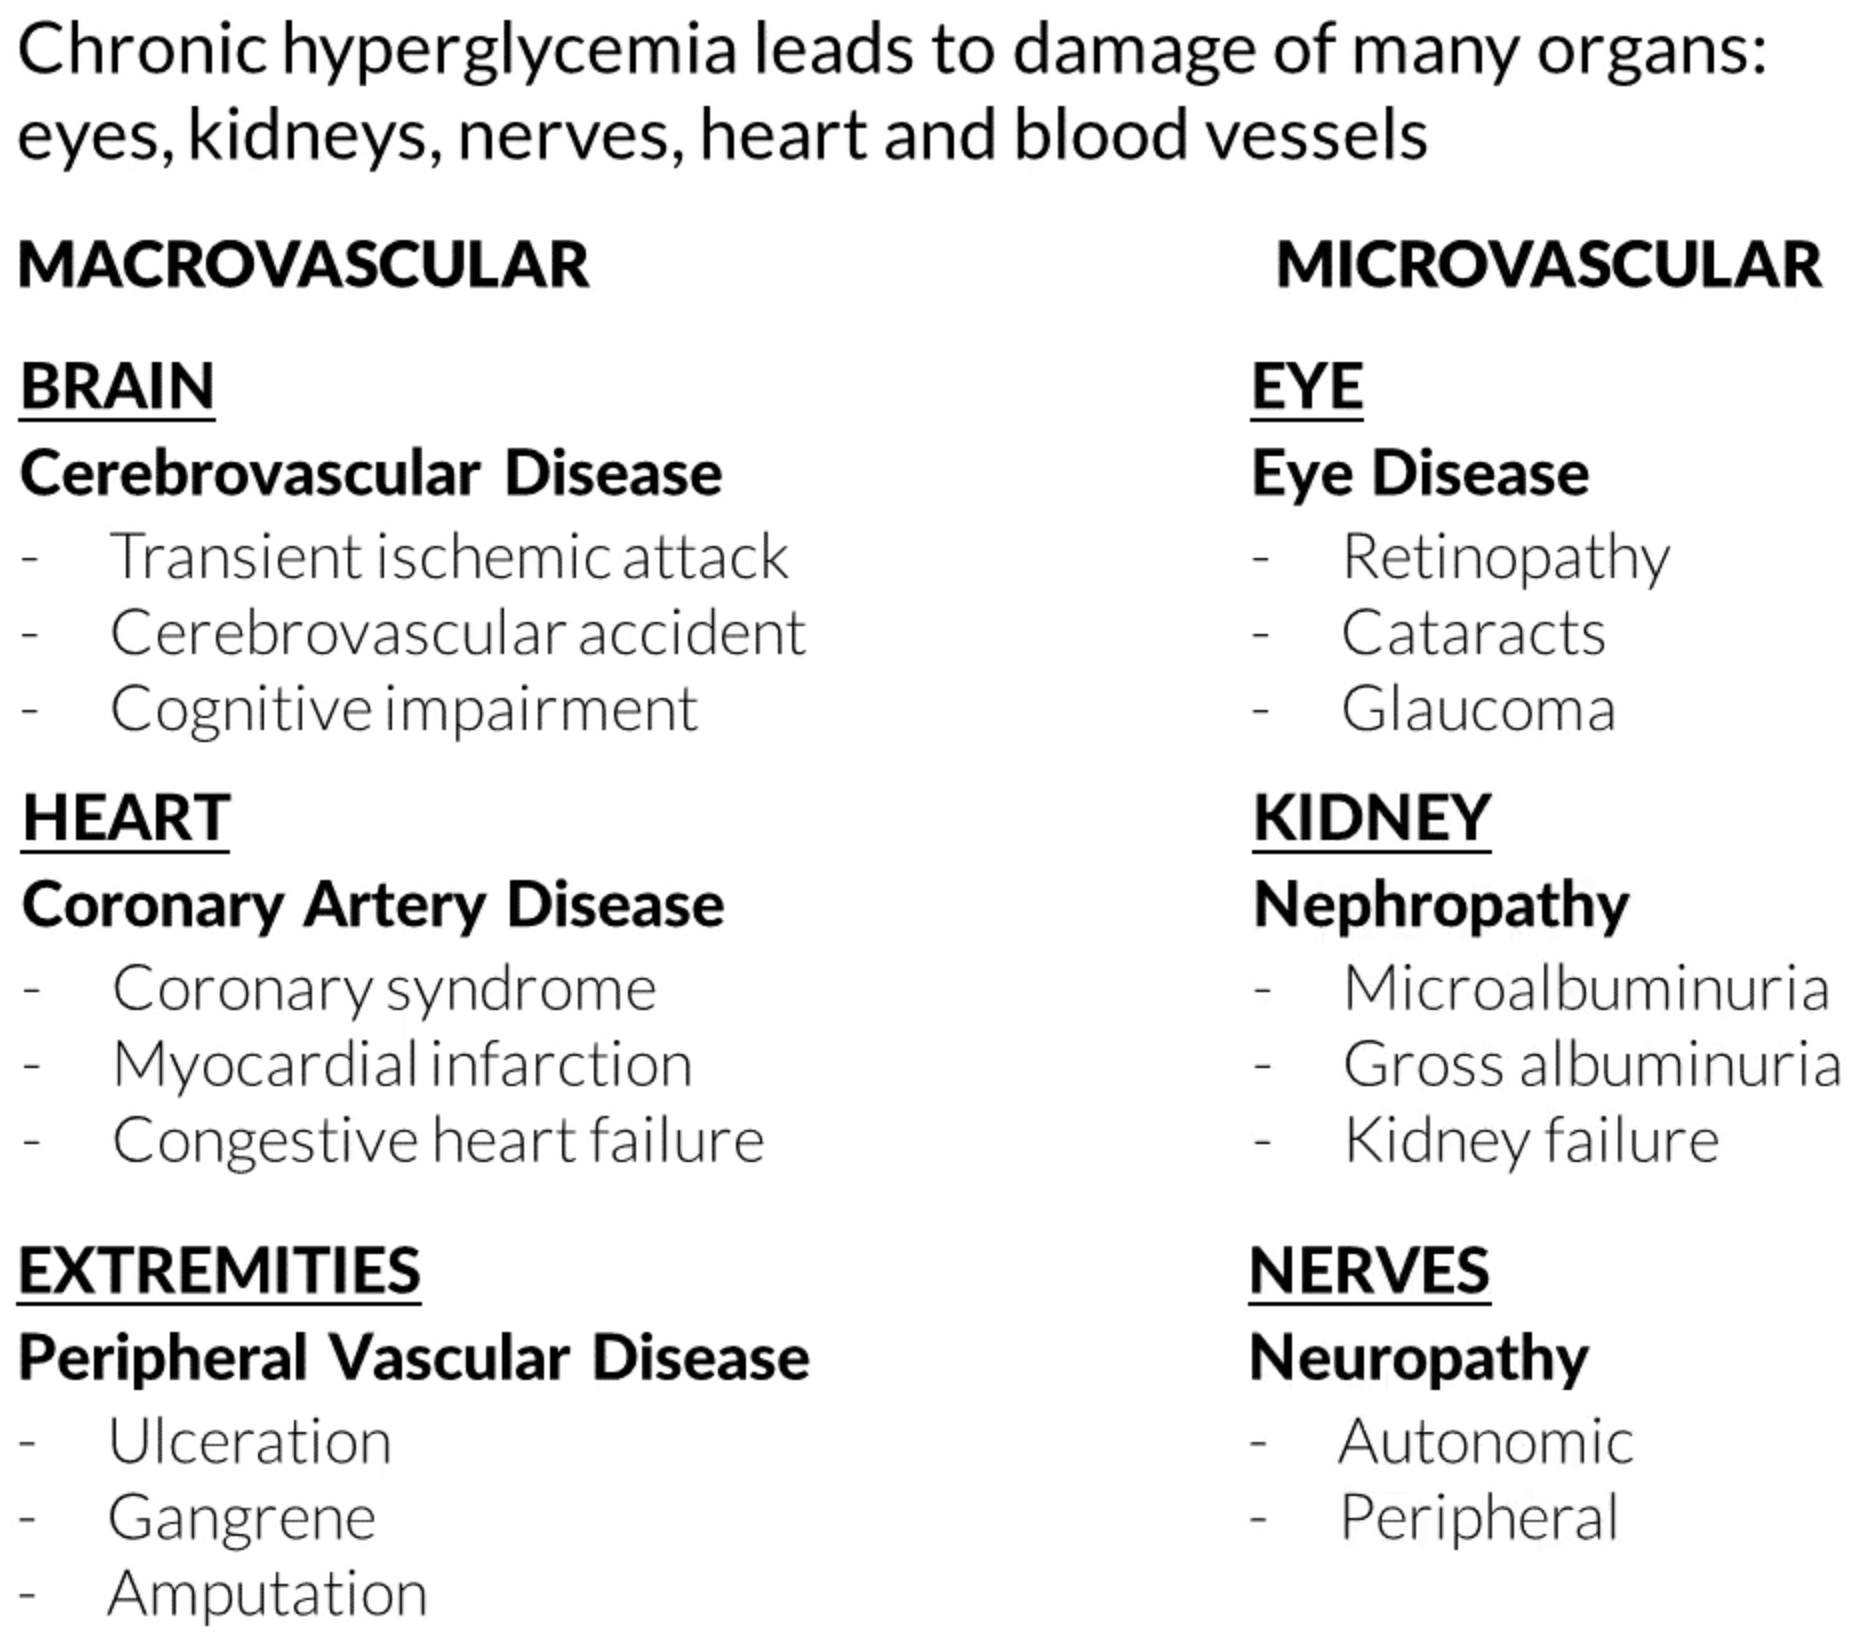 Chronic hyperglycemia leads to damage of many organs:
eyes, kidneys, nerves, heart and blood vessels
MACROVASCULAR
BRAIN
Cerebrovascular Disease
- Transient ischemic attack
- Cerebrovascular accident
- Cognitive impairment
HEART
Coronary Artery Disease
- Coronary syndrome
- Myocardial infarction
- Congestive heart failure
EXTREMITIES
Peripheral Vascular Disease
- Ulceration
- Gangrene
- Amputation
MICROVASCULAR
EYE
Eye Disease
- Retinopathy
- Cataracts
- Glaucoma
KIDNEY
Nephropathy
- Microalbuminuria
- Gross albuminuria
- Kidney failure
NERVES
Neuropathy
- Autonomic
- Peripheral